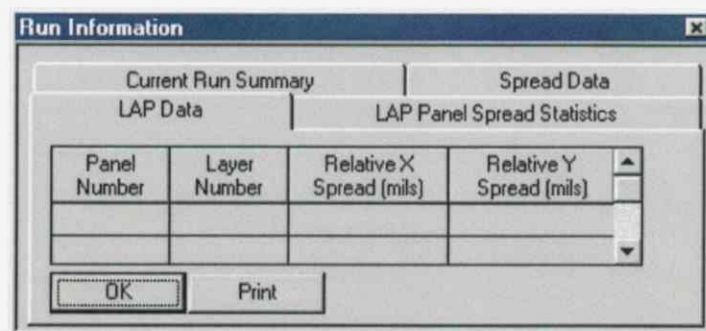 Run Information
Current Run Summary Spread Data
LAP Data LAP Panel Spread Statistics
Panel Number Layer Number Relative X Spread (mils) Relative Y Spread (mils)
OK Print